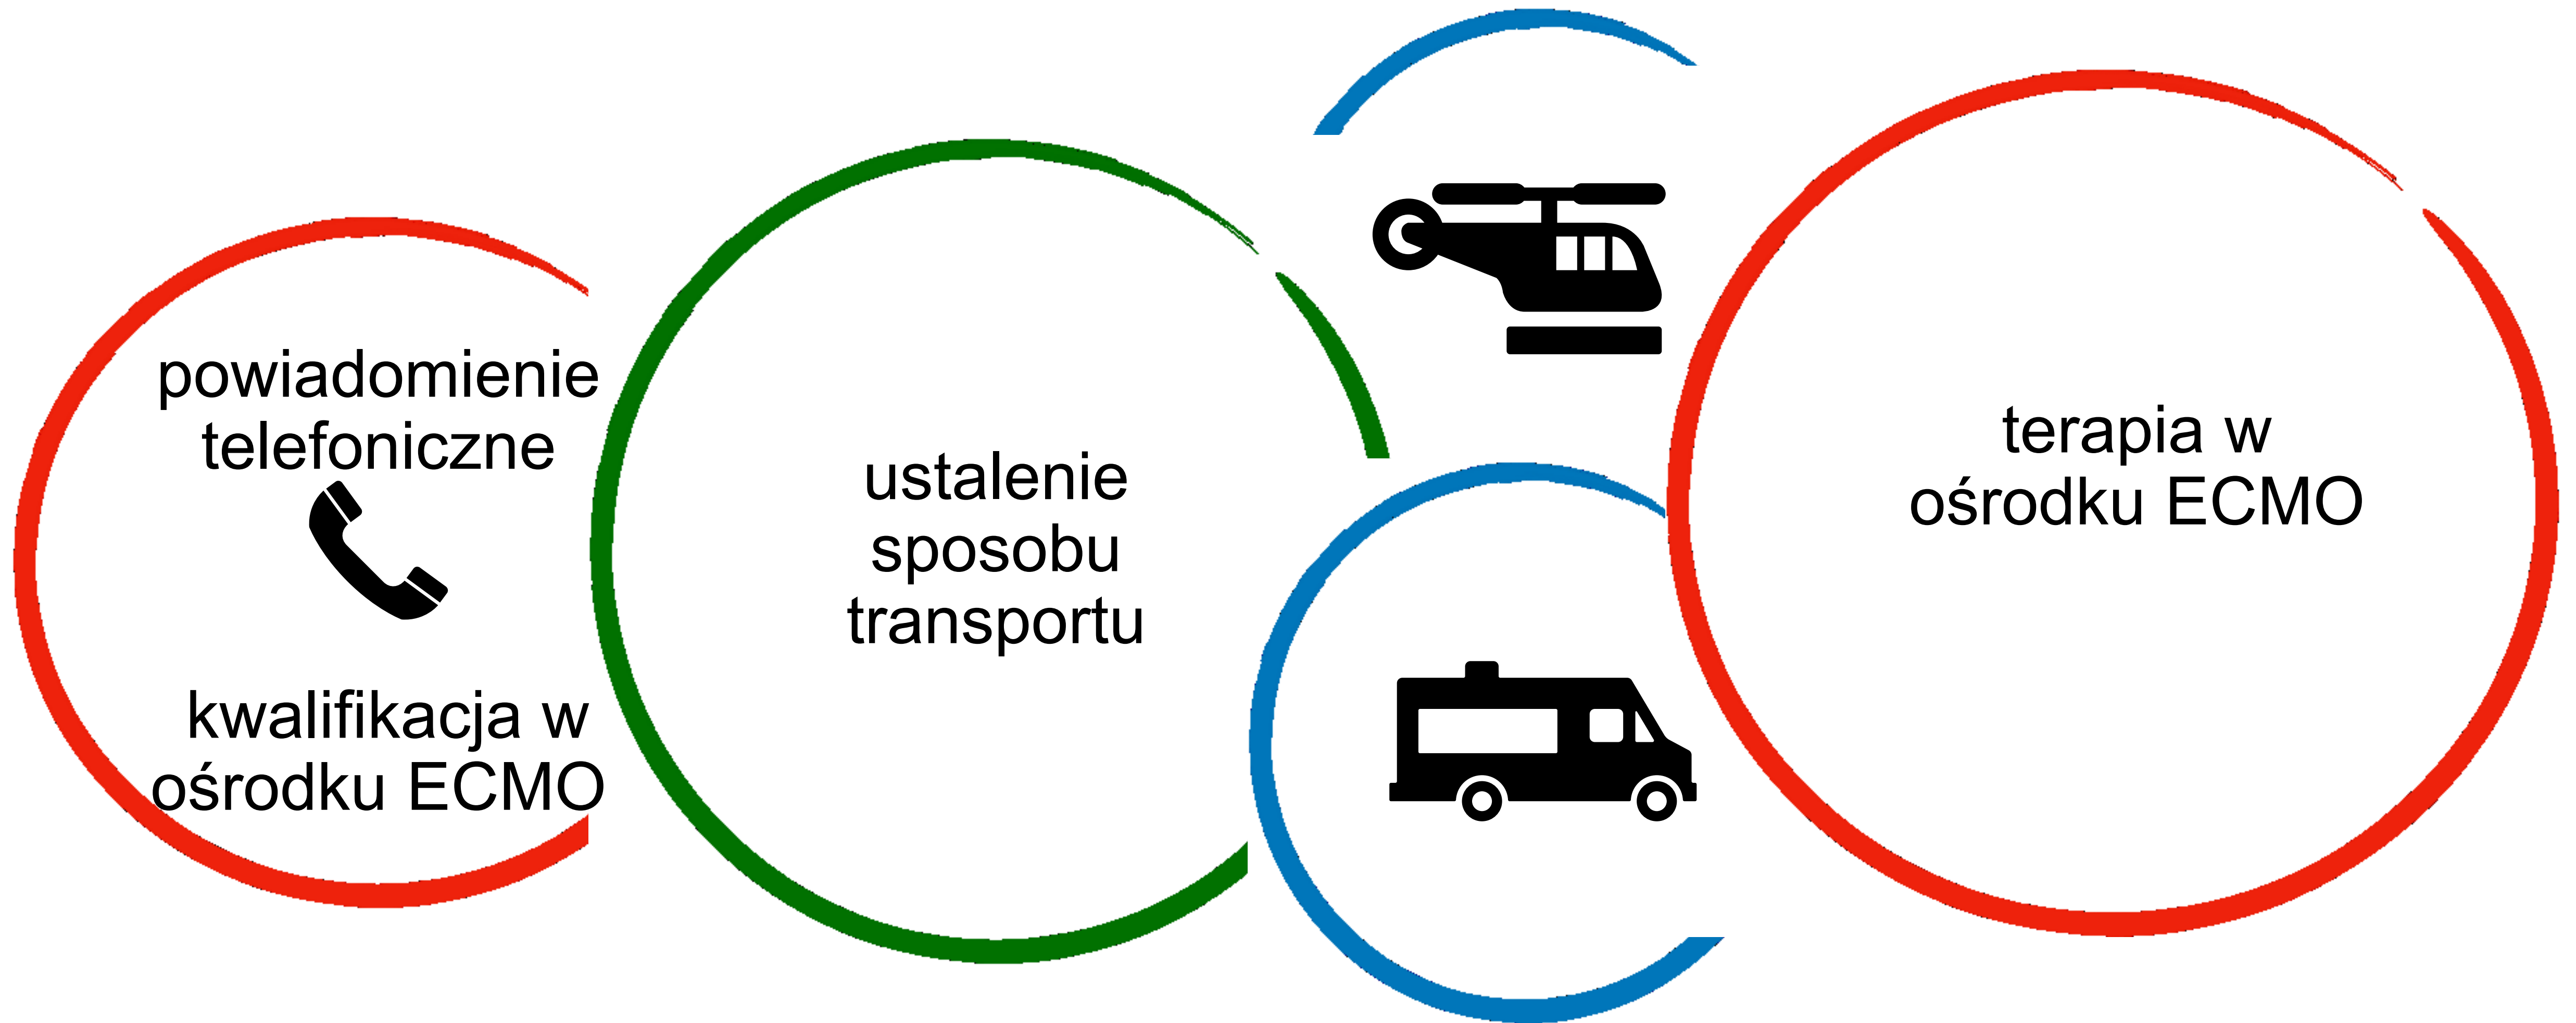 powiadomienie
telefoniczne
kwalifikacja w
ośrodku ECMO
ustalenie
sposobu
transportu
terapia w
ośrodku ECMO